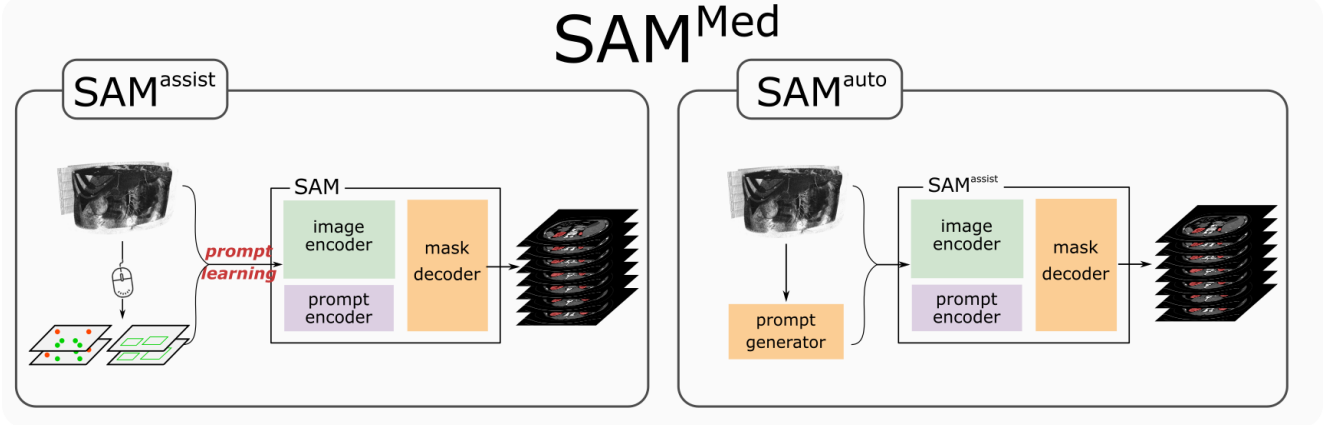 SAM^Med
SAM^assist
prompt
learning
SAM
image
encoder
prompt
encoder
mask
decoder
SAM^auto
prompt
generator
SAM^assist
image
encoder
prompt
encoder
mask
decoder